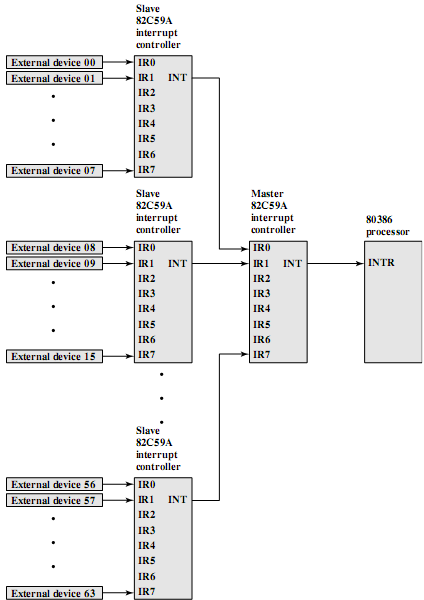 Slave
82C59A
interrupt
controller
External device 00
IR0
External device 01
IR1 INT
IR2
IR3
IR4
IR5
IR6
External device 07
IR7
Slave
82C59A
interrupt
controller
Master
82C59A
interrupt
controller
80386
processor
External device 08
IR0
External device 09
IR1 INT
IR2
IR3
IR4
IR5
IR6
External device 15
IR7
IR0
IR1 INT
IR2
IR3
IR4
IR5
IR6
IR7
INTR
Slave
82C59A
interrupt
controller
External device 56
IR0
External device 57
IR1 INT
IR2
IR3
IR4
IR5
IR6
External device 63
IR7